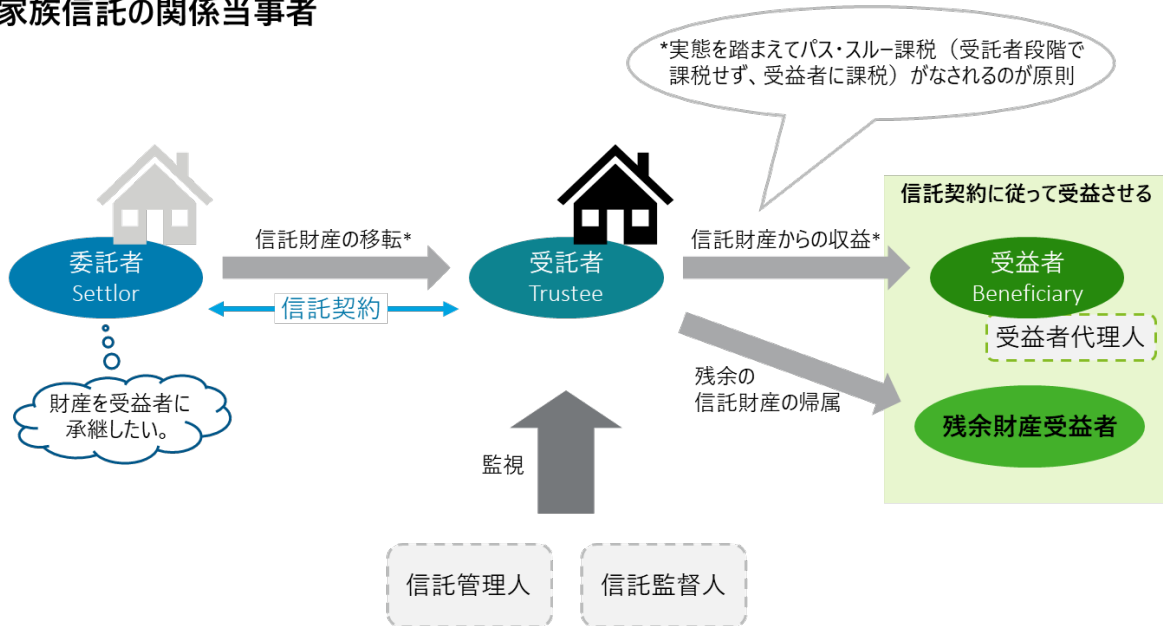 家族信託の関係当事者
*実態を踏まえてパス・スルー課税（受託者段階で
課税せず、受益者に課税）がなされるのが原則
信託契約に従って受益させる
委託者
Settlor
信託財産の移転*
信託契約
受託者
Trustee
信託財産からの収益*
受益者
Beneficiary
受益者代理人
財産を受益者に
承継したい。
残余の
信託財産の帰属
残余財産受益者
監視
信託管理人
信託監督人